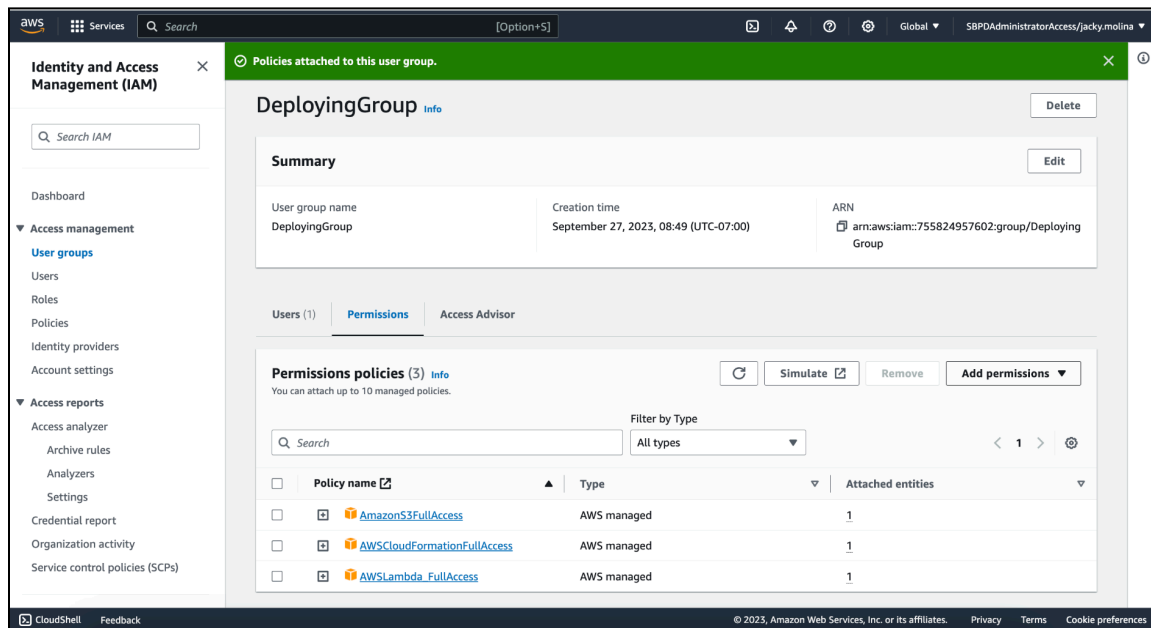 aws
Services
Search [Option+S]
Global ▼
SBPDAdministratorAccess/jacky.molina ▼
Identity and Access
Management (IAM)
Search IAM
Dashboard
Access management
User groups
Users
Roles
Policies
Identity providers
Account settings
Access reports
Access analyzer
Archive rules
Analyzers
Settings
Credential report
Organization activity
Service control policies (SCPs)
Policies attached to this user group.
DeployingGroup Info
Delete
Summary
Edit
User group name
DeployingGroup
Creation time
September 27, 2023, 08:49 (UTC-07:00)
ARN
arn:aws:iam::755824957602:group/Deploying
Group
Users (1)
Permissions
Access Advisor
Permissions policies (3) Info
You can attach up to 10 managed policies.
Simulate
Remove
Add permissions ▼
Filter by Type
Search
All types
1
Policy name
Type
Attached entities
AmazonS3FullAccess AWS managed 1
AWSCloudFormationFullAccess AWS managed 1
AWSLambda_FullAccess AWS managed 1
CloudShell Feedback
© 2023, Amazon Web Services, Inc. or its affiliates. Privacy Terms Cookie preferences